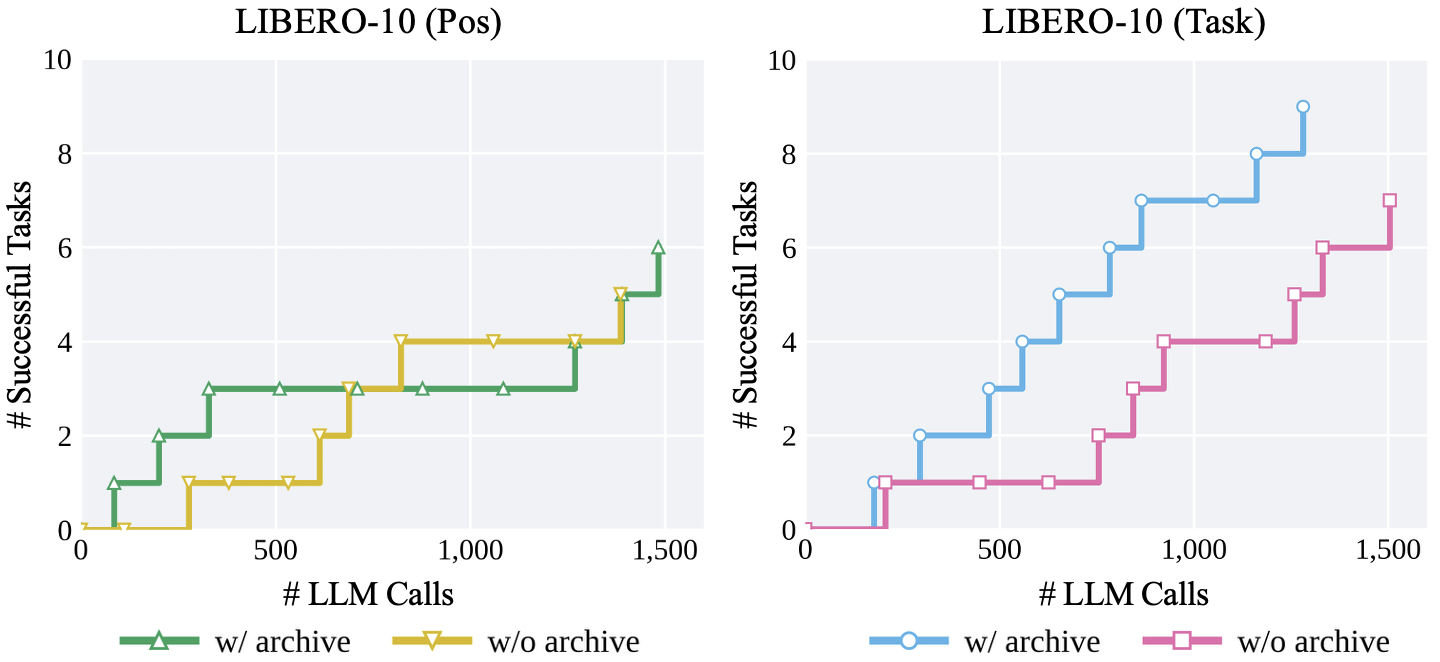 LIBERO-10 (Pos)
# Successful Tasks
10
8
6
4
2
0
0 500 1,000 1,500
# LLM Calls
w/ archive w/o archive
LIBERO-10 (Task)
# Successful Tasks
10
8
6
4
2
0
0 500 1,000 1,500
# LLM Calls
w/ archive w/o archive